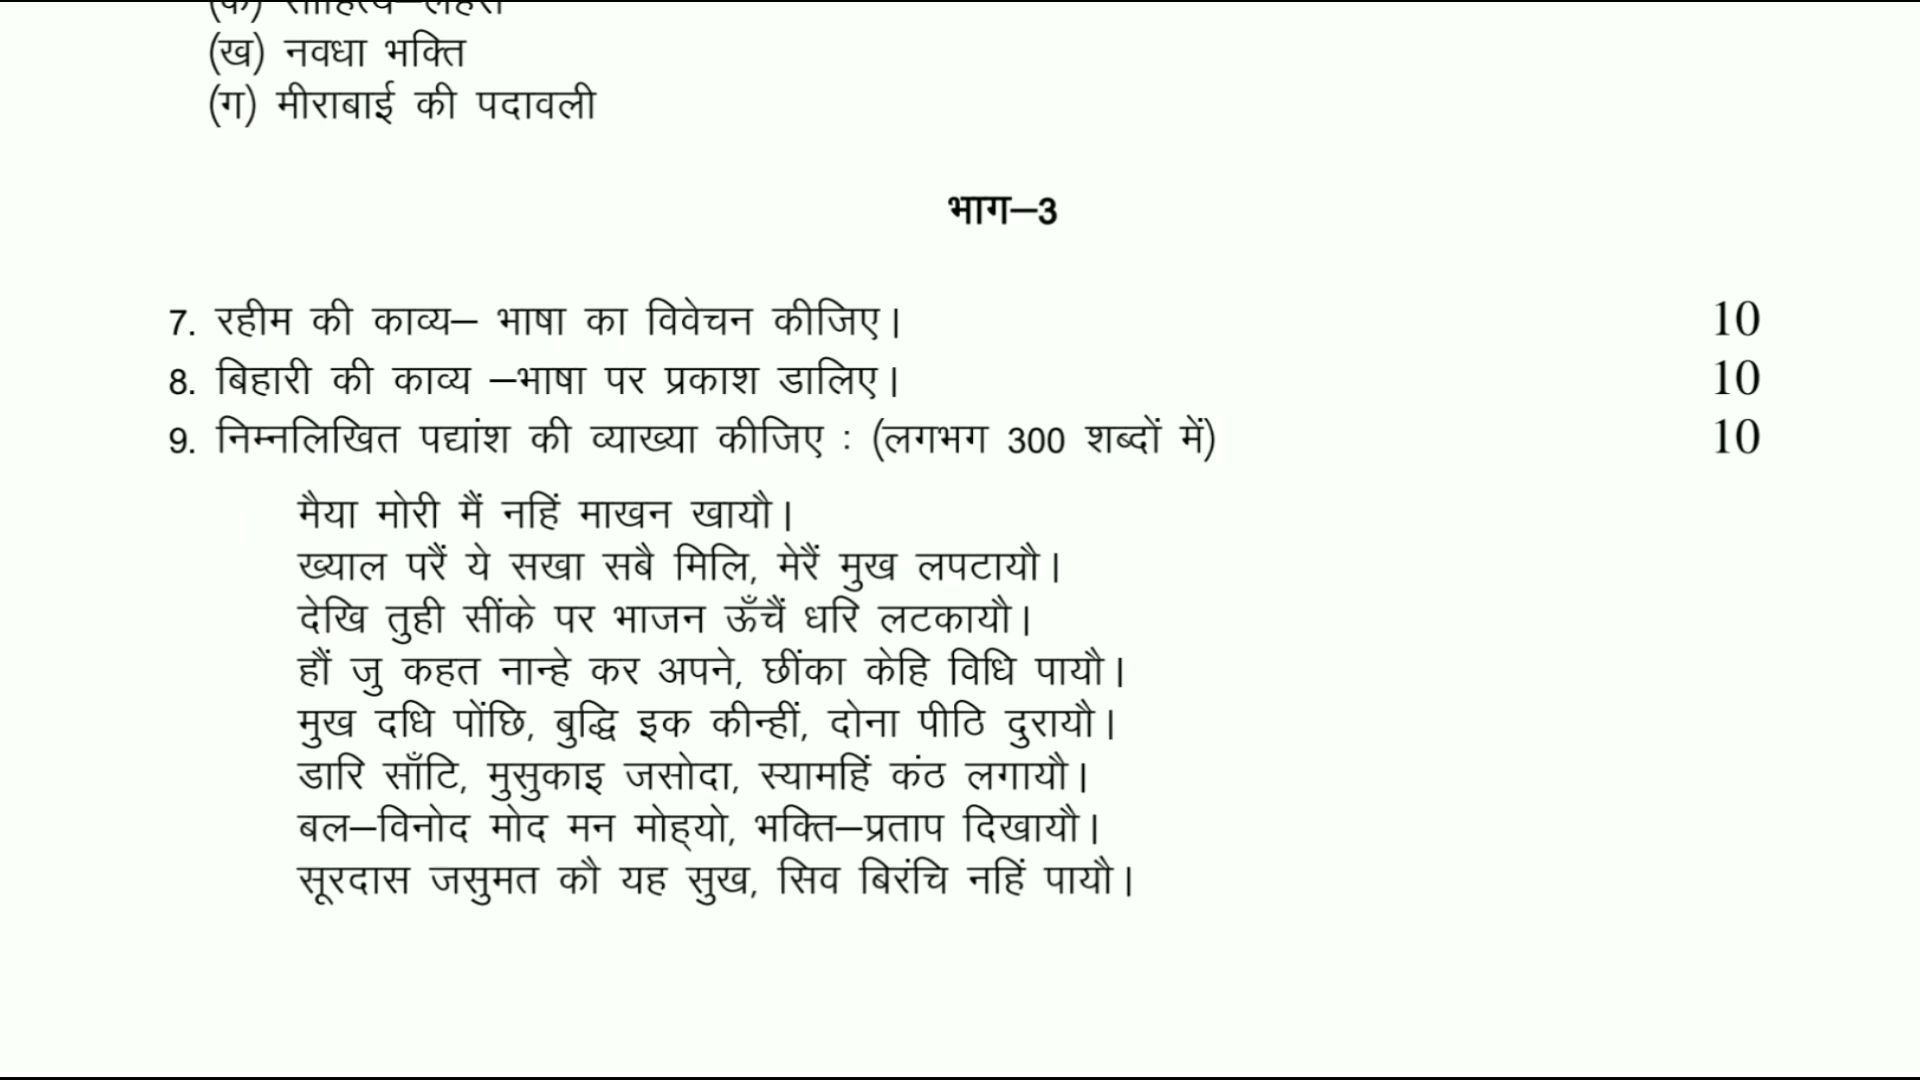 (ख) नवधा भक्ति
(ग) मीराबाई की पदावली
भाग–3
7. रहीम की काव्य– भाषा का विवेचन कीजिए। 10
8. बिहारी की काव्य –भाषा पर प्रकाश डालिए। 10
9. निम्नलिखित पद्यांश की व्याख्या कीजिए : (लगभग 300 शब्दों में) 10
मैया मोरी मैं नहिं माखन खायौ।
ख्याल परैं ये सखा सबै मिलि, मेरैं मुख लपटायौ।
देखि तुही सींके पर भाजन ऊँचैं धरि लटकायौ।
हौं जु कहत नान्हे कर अपने, छींका केहि विधि पायौ।
मुख दधि पोंछि, बुद्धि इक कीन्हीं, दोना पीठि दुरायौ।
डारि साँटि, मुसुकाइ जसोदा, स्यामहिं कंठ लगायौ।
बल–विनोद मोद मन मोह्यो, भक्ति–प्रताप दिखायौ।
सूरदास जसुमत कौ यह सुख, सिव बिरंचि नहिं पायौ।